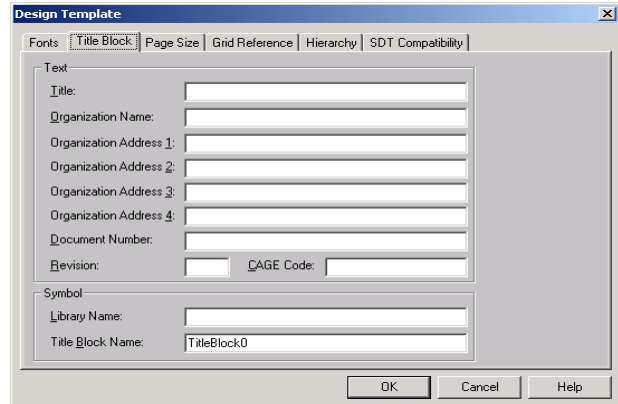 Design Template
Fonts Title Block Page Size Grid Reference Hierarchy SDT Compatibility
Text
Title:
Organization Name:
Organization Address 1:
Organization Address 2:
Organization Address 3:
Organization Address 4:
Document Number:
Revision: CAGE Code:
Symbol
Library Name:
Title Block Name: TitleBlock0
OK Cancel Help